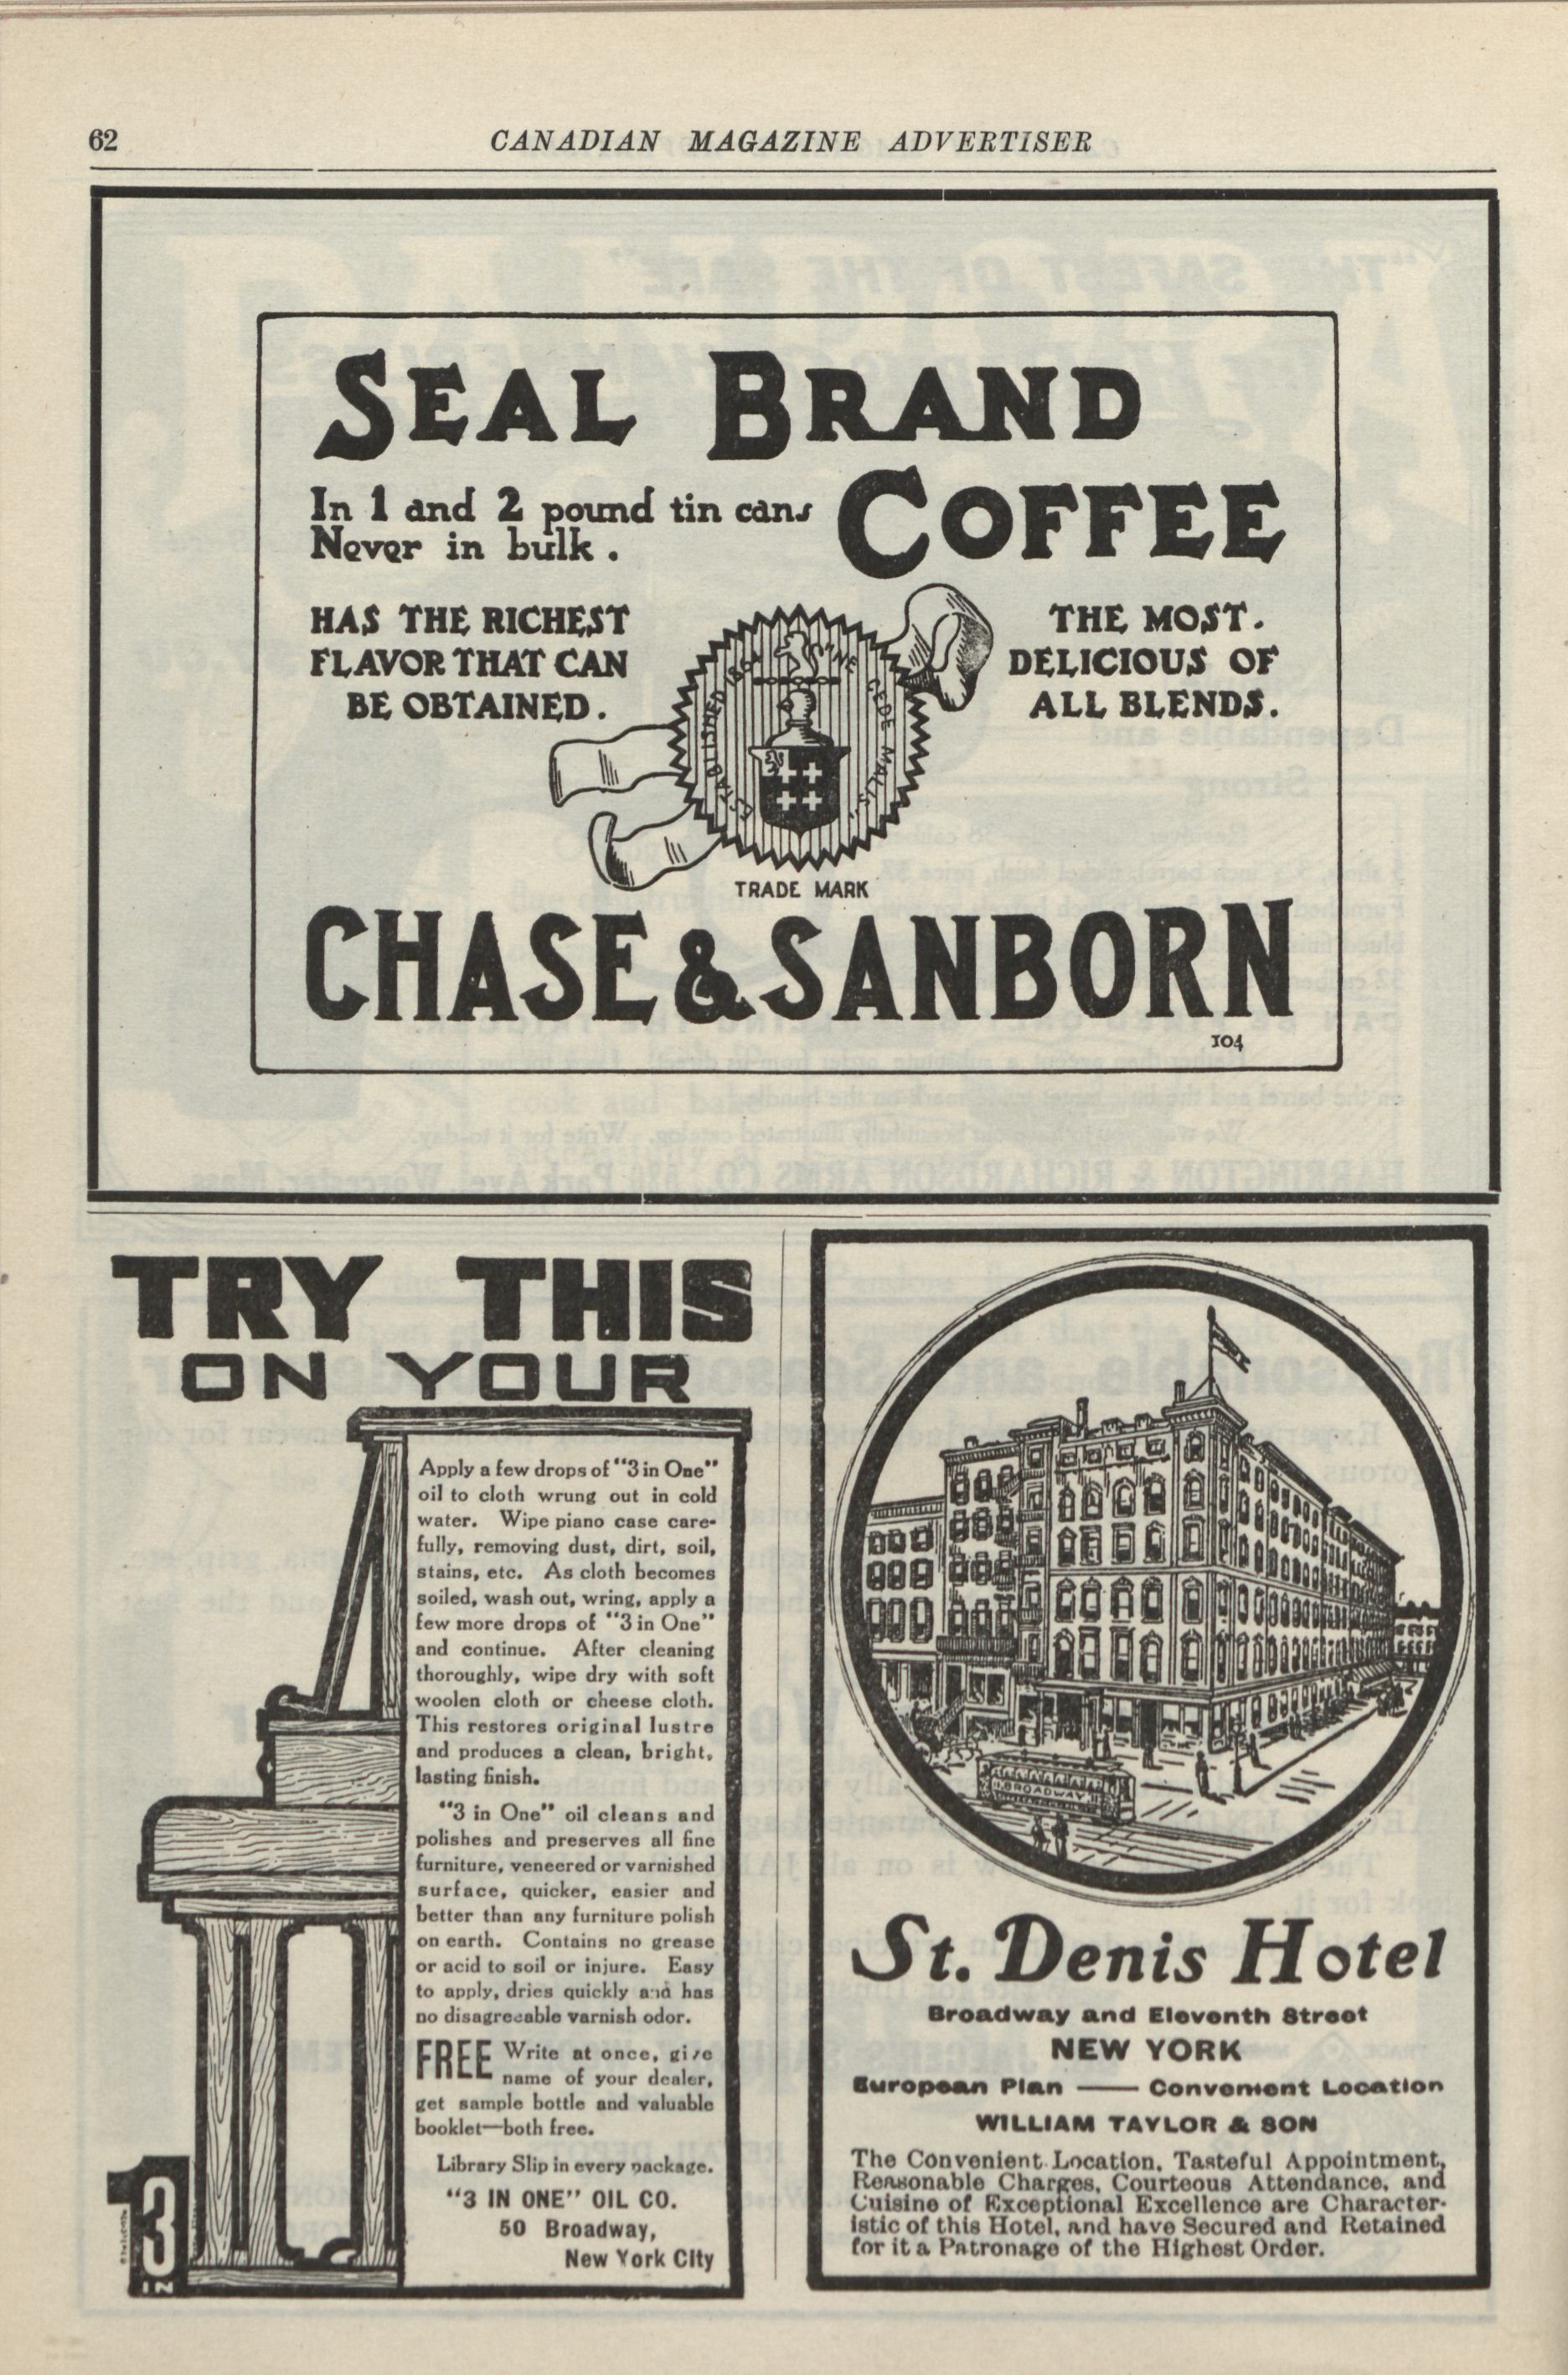 62
CANADIAN MAGAZINE ADVERTISER
SEAL BRAND
COFFEE
In 1 and 2 pound tin cans
Never in bulk.
HAS THE RICHEST
FLAVOR THAT CAN
BE OBTAINED.
THE MOST.
DELICIOUS OF
ALL BLENDS.
TRADE MARK
CHASE & SANBORN
104
TRY THIS
ON YOUR
Apply a few drops of "3 in One"
oil to cloth wrung out in cold
water. Wipe piano case care-
fully, removing dust, dirt, soil,
stains, etc. As cloth becomes
soiled, wash out, wring, apply a
few more drops of "3 in One"
and continue. After cleaning
thoroughly, wipe dry with soft
woolen cloth or cheese cloth.
This restores original lustre
and produces a clean, bright,
lasting finish.
"3 in One" oil cleans and
polishes and preserves all fine
furniture, veneered or varnished
surface, quicker, easier and
better than any furniture polish
on earth. Contains no grease
or acid to soil or injure. Easy
to apply, dries quickly and has
no disagreeable varnish odor.
FREE Write at once, give
name of your dealer,
get sample bottle and valuable
booklet—both free.
Library Slip in every package.
"3 IN ONE" OIL CO.
50 Broadway,
New York City
3
IN
1
BROADWAY
St. Denis Hotel
Broadway and Eleventh Street
NEW YORK
European Plan — Convenient Location
WILLIAM TAYLOR & SON
The Convenient Location, Tasteful Appointment,
Reasonable Charges, Courteous Attendance, and
Cuisine of Exceptional Excellence are Character-
istic of this Hotel, and have Secured and Retained
for it a Patronage of the Highest Order.